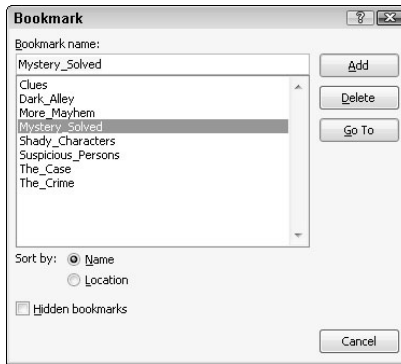 Bookmark
Bookmark name:
Mystery_Solved
Add
Clues
Dark_Alley
More_Mayhem
Mystery_Solved
Shady_Characters
Suspicious_Persons
The_Case
The_Crime
Delete
Go To
Sort by: Name
Location
Hidden bookmarks
Cancel